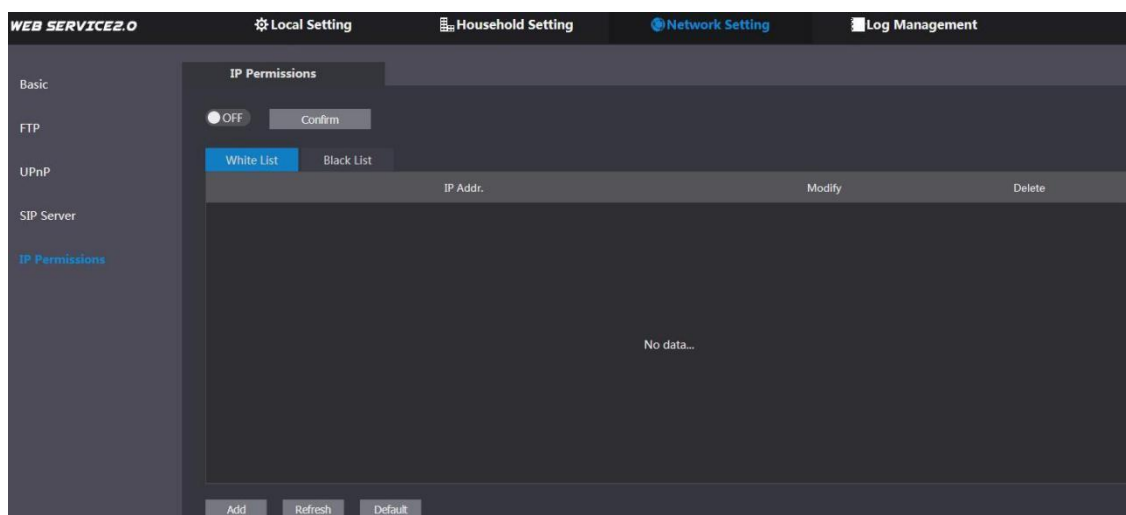 WEB SERVICE2.0 Local Setting Household Setting Network Setting Log Management
IP Permissions
Basic
OFF Confirm
FTP
White List Black List
UPnP
IP Addr. Modify Delete
SIP Server
IP Permissions
No data...
Add Refresh Default